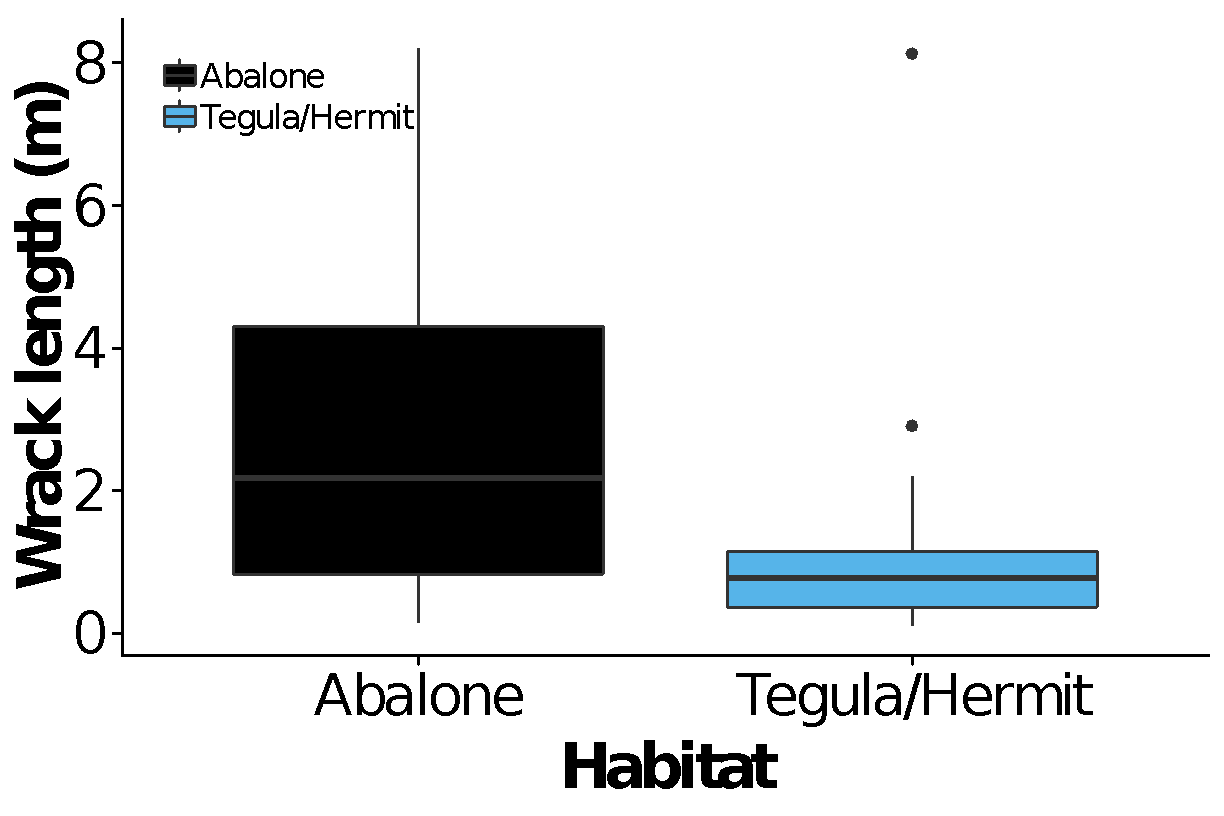 Wrack length (m)
8
6
4
2
0
Abalone
Tegula/Hermit
Abalone
Tegula/Hermit
Habitat